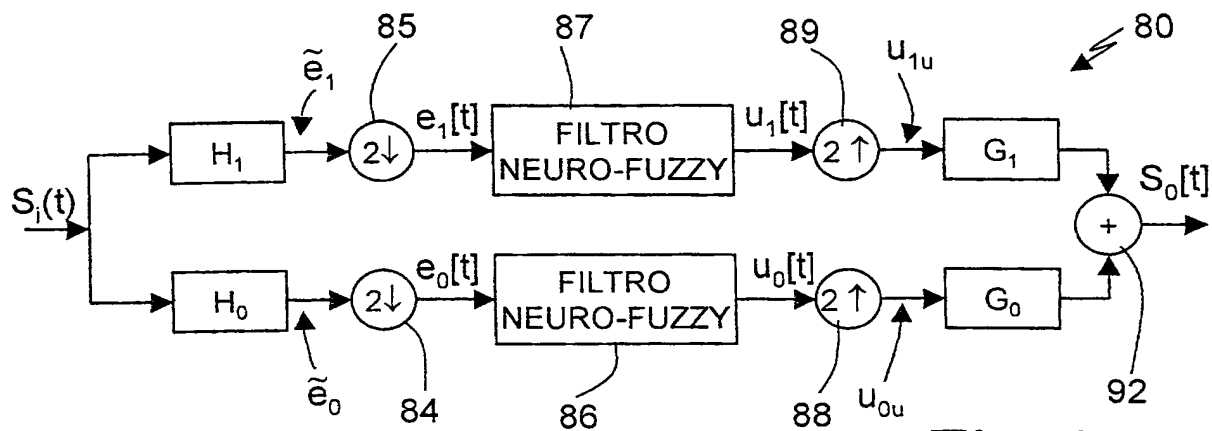 85
87
89
80
ẽ₁
u₁ᵤ
H₁
2↓
e₁[t]
FILTRO
NEURO-FUZZY
u₁[t]
2 ↑
G₁
Sᵢ(t)
S₀[t]
+
H₀
2↓
e₀[t]
FILTRO
NEURO-FUZZY
u₀[t]
2 ↑
G₀
ẽ₀
84
86
88
u₀ᵤ
92